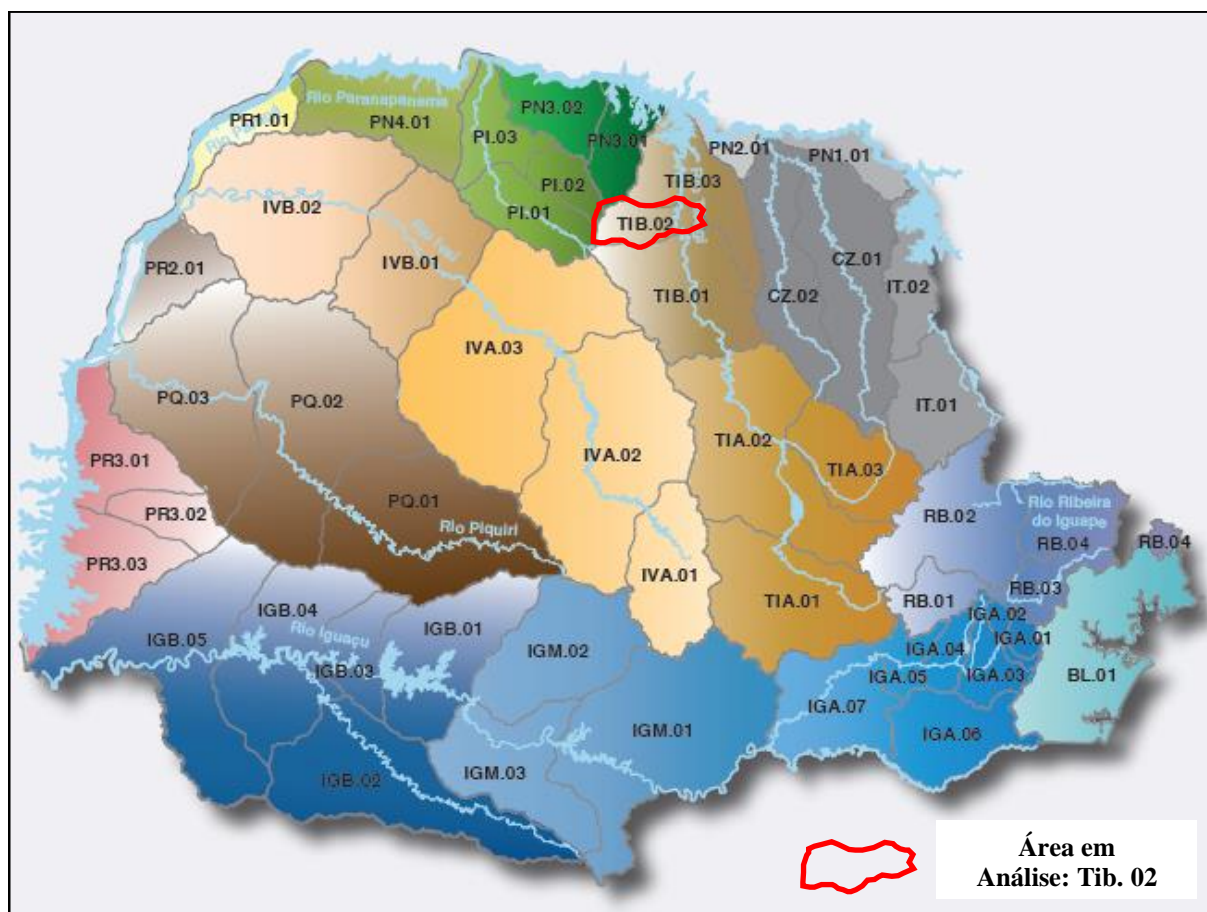 Rio Paranapanema
PR1.01
PN4.01
PN3.02
PN3.01
PI.03
PI.02
PI.01
PN2.01
PN1.01
TIB.03
TIB.02
TIB.01
IVB.02
IVB.01
PR2.01
CZ.01
CZ.02
IT.02
IT.01
IVA.03
IVA.02
IVA.01
PQ.03
PQ.02
PQ.01
Rio Piquiri
PR3.01
PR3.02
PR3.03
TIA.02
TIA.03
TIA.01
RB.02
Rio Ribeira
do Iguape
RB.04
RB.04
RB.03
RB.01
IGB.05
IGB.04
Rio Iguaçu
IGB.03
IGB.01
IGB.02
IGM.02
IGM.01
IGM.03
IGA.02
IGA.01
IGA.04
IGA.03
IGA.05
IGA.07
IGA.06
BL.01
Área em
Análise: Tib. 02